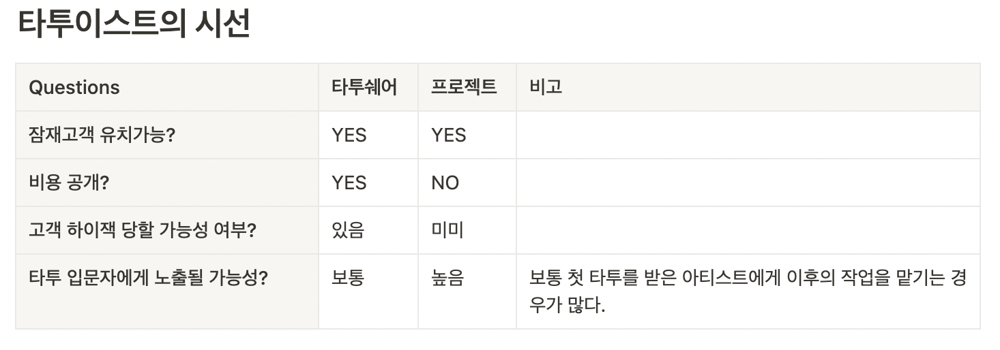 타투이스트의 시선
Questions 타투쉐어 프로젝트 비고
잠재고객 유치가능? YES YES
비용 공개? YES NO
고객 하이잭 당할 가능성 여부? 있음 미미
타투 입문자에게 노출될 가능성? 보통 높음 보통 첫 타투를 받은 아티스트에게 이후의 작업을 맡기는 경
우가 많다.